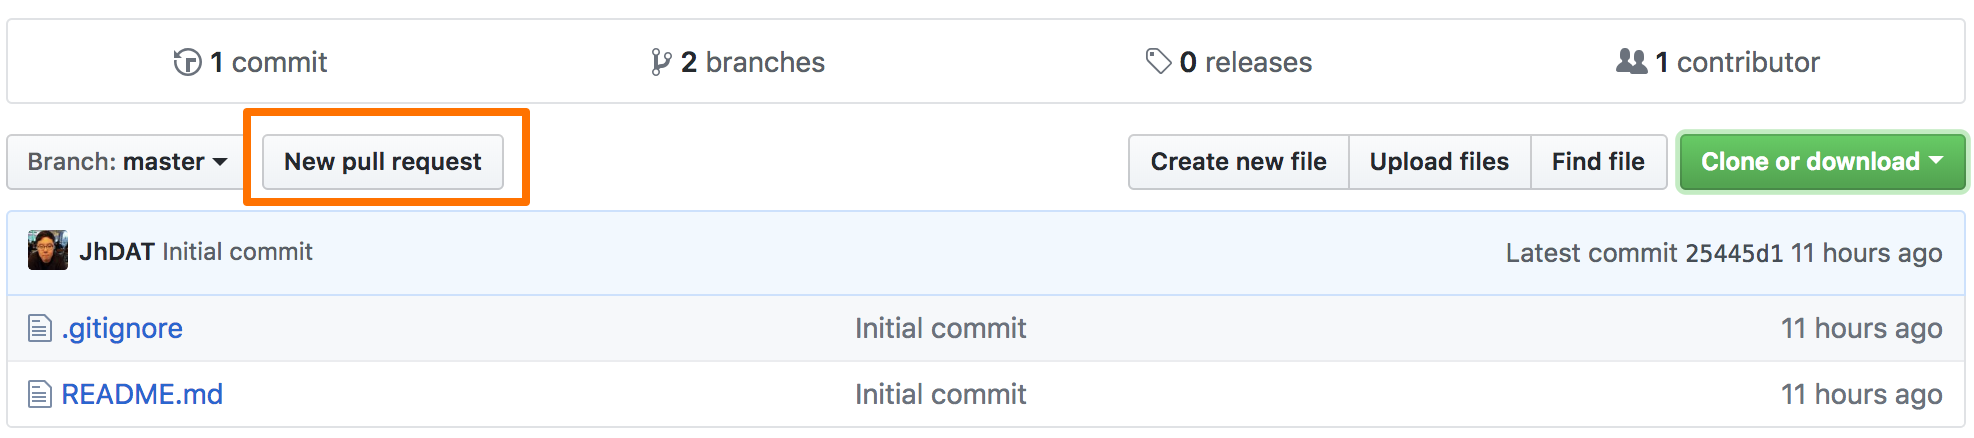 1 commit 2 branches 0 releases 1 contributor
Branch: master New pull request Create new file Upload files Find file Clone or download
JhDAT Initial commit Latest commit 25445d1 11 hours ago
.gitignore Initial commit 11 hours ago
README.md Initial commit 11 hours ago